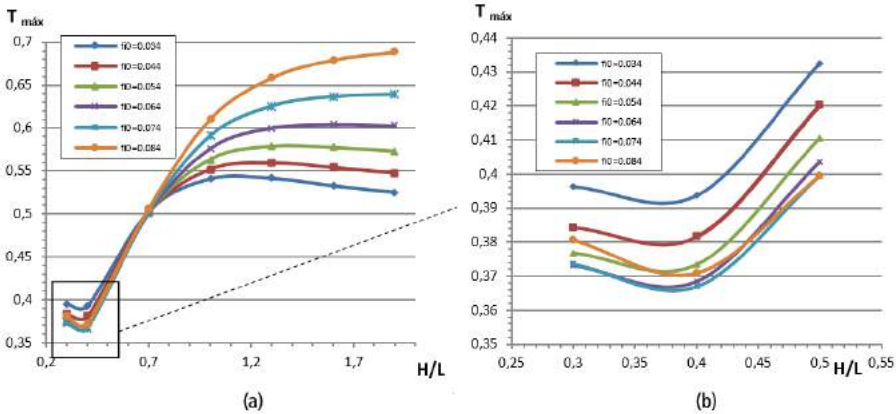 T máx
0,7
0,65
0,6
0,55
0,5
0,45
0,4
0,35
0,2
0,7
1,2
1,7
H/L
fi0=0.034
fi0=0.044
fi0=0.054
fi0=0.064
fi0=0.074
fi0=0.084
(a)
T máx
0,44
0,43
0,42
0,41
0,4
0,39
0,38
0,37
0,36
0,35
0,25
0,3
0,35
0,4
0,45
0,5
0,55
H/L
fi0=0.034
fi0=0.044
fi0=0.054
fi0=0.064
fi0=0.074
fi0=0.084
(b)